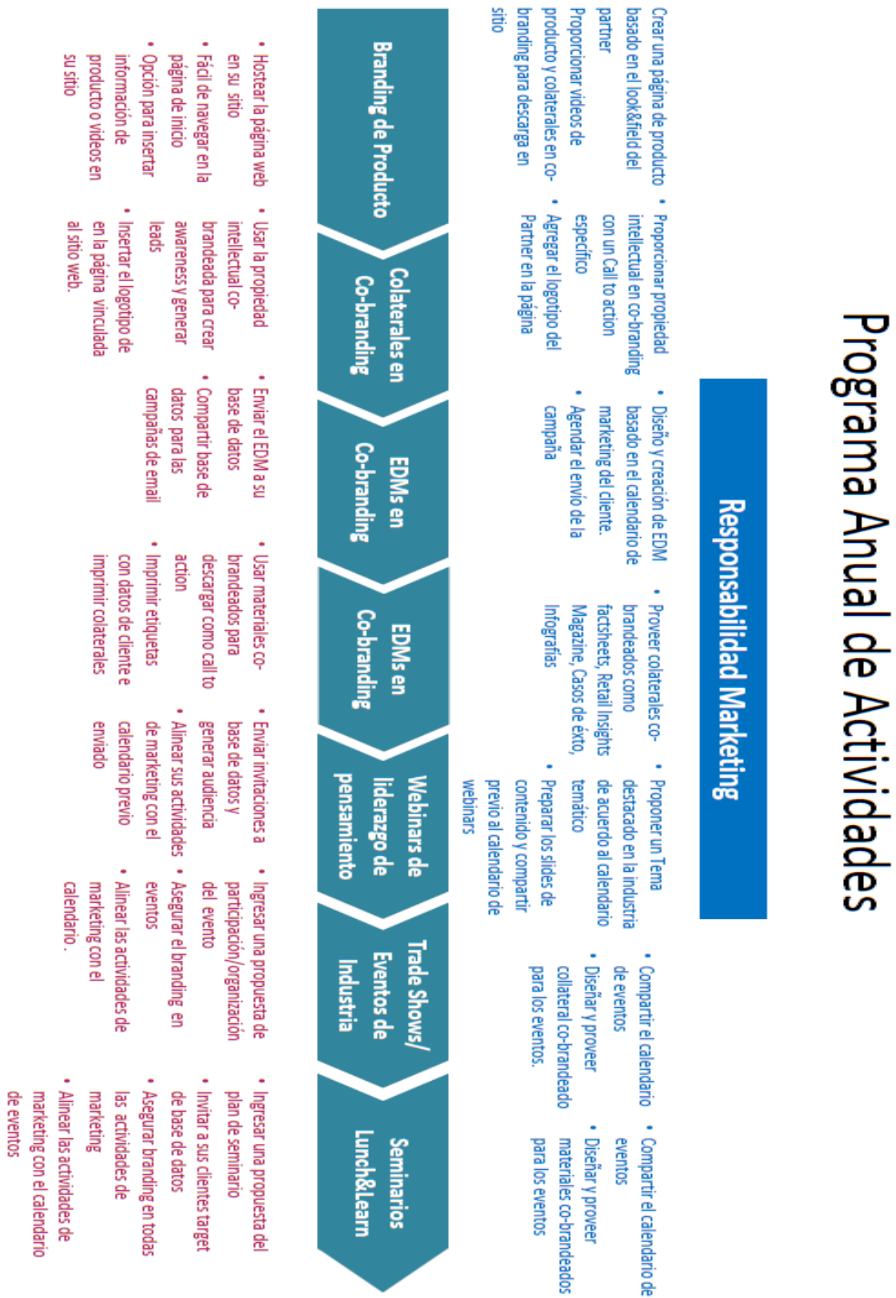 Programa Anual de Actividades
Responsabilidad Marketing
Crear una página de producto
basado en el look&field del
partner
Proporcionar videos de
producto y colaterales en co-
branding para descarga en
sitio
• Proporcionar propiedad
intellectual en co-branding
con un Call to action
específico
• Agregar el logotipo del
Partner en la página
• Diseño y creación de EDM
basado en el calendario de
marketing del cliente.
• Agendar el envío de la
campaña
• Proveer colaterales co-
brandeados como
factsheets, Retail Insights
Magazine, Casos de éxto,
Infografías
• Proponer un Tema
destacado en la industria
de acuerdo al calendario
temático
• Preparar los slides de
contenido y compartir
previo al calendario de
webinars
• Compartir el calendario
de eventos
• Diseñar y proveer
collateral co-brandeado
para los eventos.
• Compartir el calendario de
eventos
• Diseñar y proveer
materiales co-brandeados
para los eventos
Branding de Producto
Colaterales en
Co-branding
EDMs en
Co-branding
EDMs en
Co-branding
Webinars de
liderazgo de
pensamiento
Trade Shows/
Eventos de
Industria
Seminarios
Lunch&Learn
• Hostear la página web
en su sitio
• Fácil de navegar en la
página de inicio
• Opción para insertar
información de
producto o videos en
su sitio
• Usar la propiedad
intellectual co-
brandeada para crear
awareness y generar
leads
• Insertar el logotipo de
en la página vinculada
al sitio web.
• Enviar el EDM a su
base de datos
• Compartir base de
datos para las
campañas de email
• Usar materiales co-
brandeados para
descargar como call to
action
• Imprimir etiquetas
con datos de cliente e
imprimir colaterales
• Enviar invitaciones a
base de datos y
generar audiencia
• Alinear sus actividades
de marketing con el
calendario previo
enviado
• Ingresar una propuesta de
participación/organización
del evento
• Asegurar el branding en
eventos
• Alinear las actividades de
marketing con el
calendario .
• Ingresar una propuesta del
plan de seminario
• Invitar a sus clientes target
de base de datos
• Asegurar branding en todas
las actividades de
marketing
• Alinear las actividades de
marketing con el calendario
de eventos